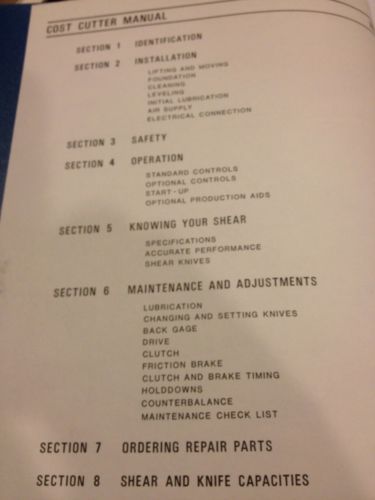 COST CUTTER MANUAL
SECTION 1 IDENTIFICATION
SECTION 2 INSTALLATION
LIFTING AND MOVING
FOUNDATION
CLEANING
LEVELING
INITIAL LUBRICATION
AIR SUPPLY
ELECTRICAL CONNECTION
SECTION 3 SAFETY
SECTION 4 OPERATION
STANDARD CONTROLS
OPTIONAL CONTROLS
START-UP
OPTIONAL PRODUCTION AIDS
SECTION 5 KNOWING YOUR SHEAR
SPECIFICATIONS
ACCURATE PERFORMANCE
SHEAR KNIVES
SECTION 6 MAINTENANCE AND ADJUSTMENTS
LUBRICATION
CHANGING AND SETTING KNIVES
BACK GAGE
DRIVE
CLUTCH
FRICTION BRAKE
CLUTCH AND BRAKE TIMING
HOLDDOWNS
COUNTERBALANCE
MAINTENANCE CHECK LIST
SECTION 7 ORDERING REPAIR PARTS
SECTION 8 SHEAR AND KNIFE CAPACITIES